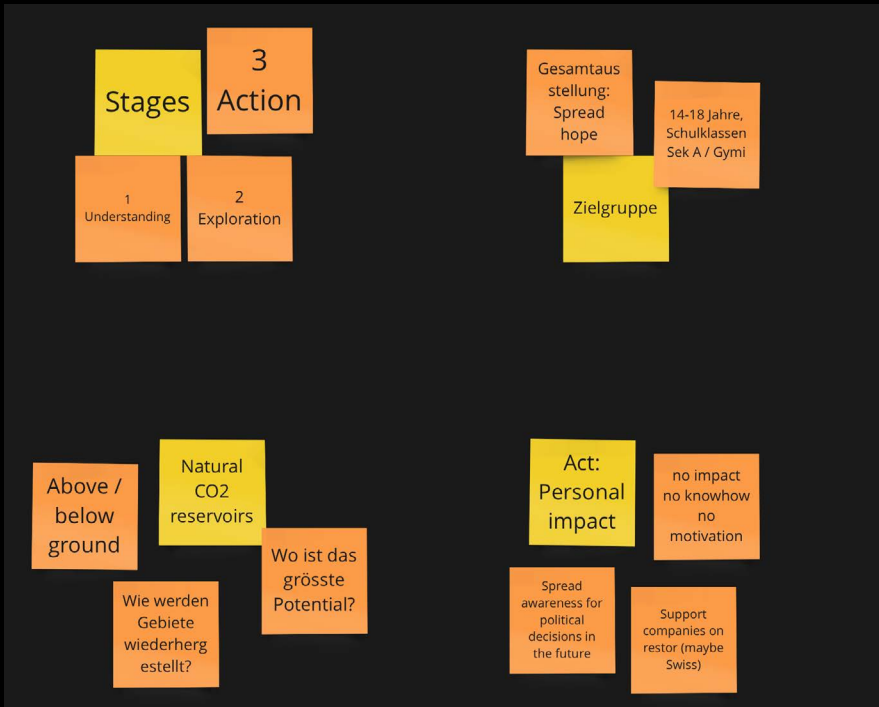 Stages
3
Action
1
Understanding
2
Exploration
Gesamtaus
stellung:
Spread
hope
14-18 Jahre,
Schulklassen
Sek A / Gymi
Zielgruppe
Above /
below
ground
Natural
CO2
reservoirs
Wo ist das
grösste
Potential?
Wie werden
Gebiete
wiederherg
estellt?
Act:
Personal
impact
no impact
no knowhow
no
motivation
Spread
awareness for
political
decisions in
the future
Support
companies on
restor (maybe
Swiss)